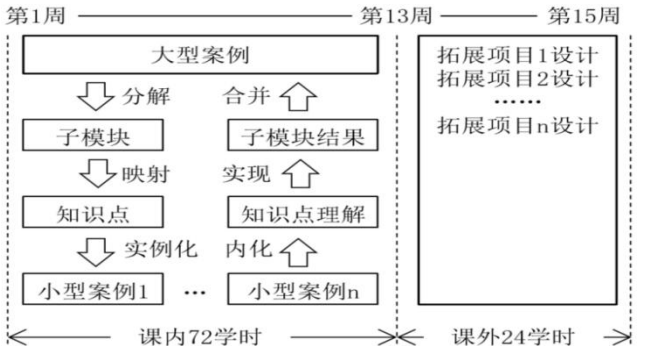 第1周 第13周 第15周
大型案例
分解 合并
子模块 子模块结果
映射 实现
知识点 知识点理解
实例化 内化
小型案例1 … 小型案例n
课内72学时
拓展项目1设计
拓展项目2设计
……
拓展项目n设计
课外24学时